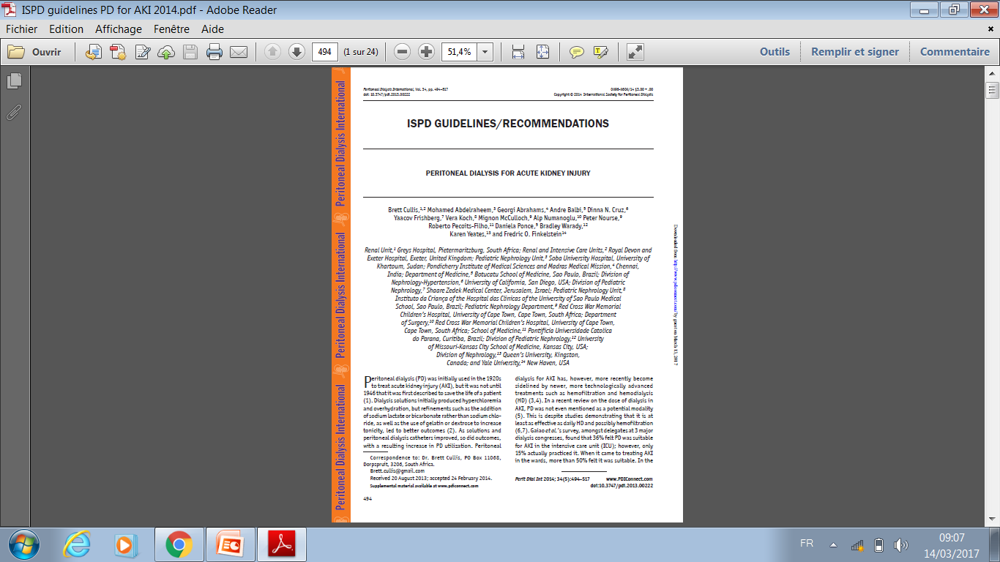 ISPD guidelines PD for AKI 2014.pdf - Adobe Reader
Fichier Edition Affichage Fenêtre Aide
Ouvrir 494 (1 sur 24) 51,4% Outils Remplir et signer Commentaire
Peritoneal Dialysis International
Peritoneal Dialysis International
Peritoneal Dialysis International
Peritoneal Dialysis International, Vol. 34, pp. 494–517
doi: 10.3747/pdi.2013.00222
0896-8608/14 $3.00 + .00
Copyright © 2014 International Society for Peritoneal Dialysis
ISPD GUIDELINES/RECOMMENDATIONS
PERITONEAL DIALYSIS FOR ACUTE KIDNEY INJURY
Brett Cullis,1,2 Mohamed Abdelraheem,3 Georgi Abrahams,4 Andre Balbi,5 Dinna N. Cruz,6
Yaacov Frishberg,7 Vera Koch,8 Mignon McCulloch,9 Alp Numanoglu,10 Peter Nourse,9
Roberto Pecoits-Filho,11 Daniela Ponce,5 Bradley Warady,12
Karen Yeates,13 and Fredric O. Finkelstein14
Renal Unit,1 Greys Hospital, Pietermaritzburg, South Africa; Renal and Intensive Care Units,2 Royal Devon and
Exeter Hospital, Exeter, United Kingdom; Pediatric Nephrology Unit,3 Soba University Hospital, University of
Khartoum, Sudan; Pondicherry Institute of Medical Sciences and Madras Medical Mission,4 Chennai,
India; Department of Medicine,5 Botucatu School of Medicine, Sao Paulo, Brazil; Division of
Nephrology-Hypertension,6 University of California, San Diego, USA; Division of Pediatric
Nephrology,7 Shaare Zedek Medical Center, Jerusalem, Israel; Pediatric Nephrology Unit,8
Instituto da Criança of the Hospital das Clinicas of the University of Sao Paulo Medical
School, Sao Paulo, Brazil; Pediatric Nephrology Department,9 Red Cross War Memorial
Children's Hospital, University of Cape Town, Cape Town, South Africa; Department
of Surgery,10 Red Cross War Memorial Children's Hospital, University of Cape Town,
Cape Town, South Africa; School of Medicine,11 Pontificia Universidade Catolica
do Parana, Curitiba, Brazil; Division of Pediatric Nephrology,12 University
of Missouri-Kansas City School of Medicine, Kansas City, USA;
Division of Nephrology,13 Queen's University, Kingston,
Canada; and Yale University,14 New Haven, USA
Peritoneal dialysis (PD) was initially used in the 1920s
to treat acute kidney injury (AKI), but it was not until
1946 that it was first described to save the life of a patient
(1). Dialysis solutions initially produced hyperchloremia
and overhydration, but refinements such as the addition
of sodium lactate or bicarbonate rather than sodium chlo-
ride, as well as the use of gelatin or dextrose to increase
tonicity, led to better outcomes (2). As solutions and
peritoneal dialysis catheters improved, so did outcomes,
with a resulting increase in PD utilization. Peritoneal
Correspondence to: Dr. Brett Cullis, PO Box 11068,
Dorpspruit, 3206, South Africa.
Brett.cullis@gmail.com
Received 20 August 2013; accepted 24 February 2014.
Supplemental material available at www.pdiconnect.com
494
dialysis for AKI has, however, more recently become
sidelined by newer, more technologically advanced
treatments such as hemofiltration and hemodialysis
(HD) (3,4). In a recent review on the dose of dialysis in
AKI, PD was not even mentioned as a potential modality
(5). This is despite studies demonstrating that it is at
least as effective as daily HD and possibly hemofiltration
(6,7). Gaiao et al.'s survey, amongst delegates at 3 major
dialysis congresses, found that 36% felt PD was suitable
for AKI in the intensive care unit (ICU); however, only
15% actually practiced it. When it came to treating AKI
in the wards, more than 50% felt it was suitable. In the
Perit Dial Int 2014; 34(5):494–517 www.PDIConnect.com
doi:10.3747/pdi.2013.00222
Downloaded from http://www.pdiconnect.com/ by guest on March 13, 2017
FR
09:07
14/03/2017